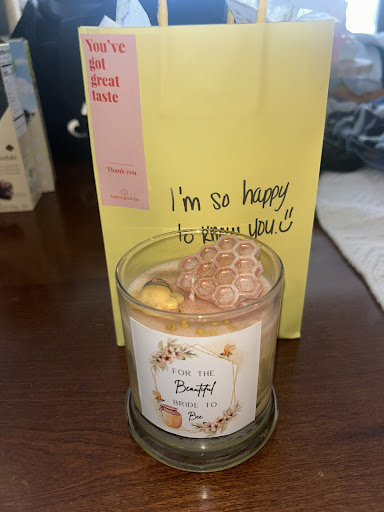 You've
got
great
taste
Thank you
I'm so happy
to know you.
FOR THE
Beautiful
BRIDE TO
Bee